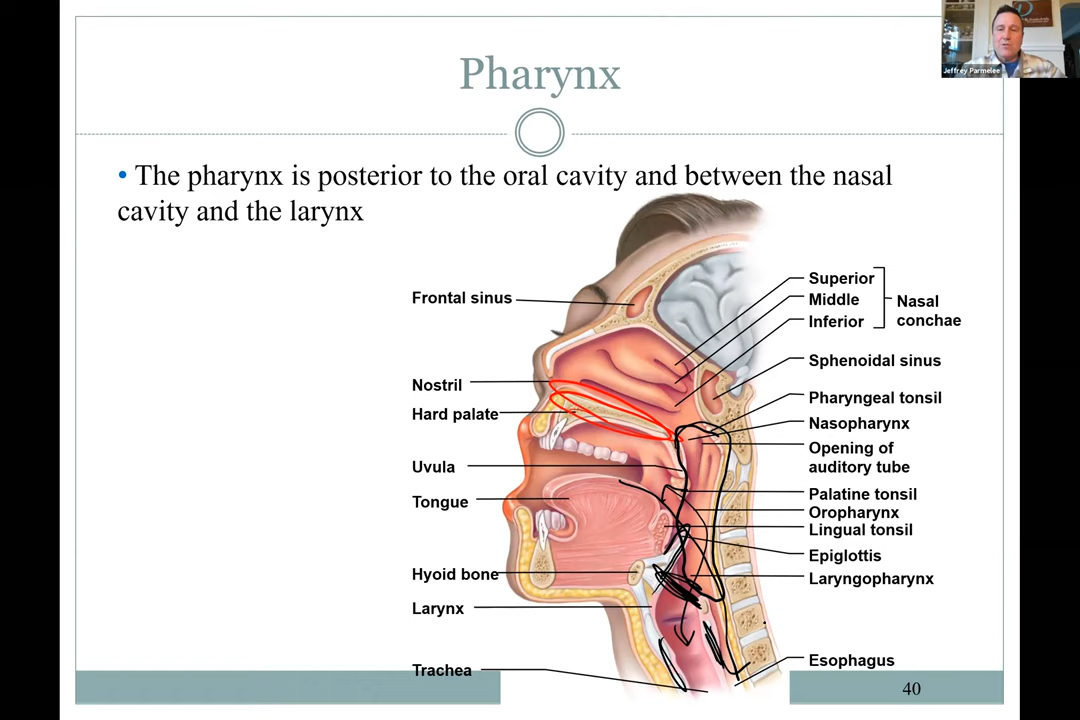 Jeffrey Parmelee
Pharynx
• The pharynx is posterior to the oral cavity and between the nasal
cavity and the larynx
Frontal sinus
Nostril
Hard palate
Uvula
Tongue
Hyoid bone
Larynx
Trachea
Superior
Middle
Inferior
Nasal
conchae
Sphenoidal sinus
Pharyngeal tonsil
Nasopharynx
Opening of
auditory tube
Palatine tonsil
Oropharynx
Lingual tonsil
Epiglottis
Laryngopharynx
Esophagus
40